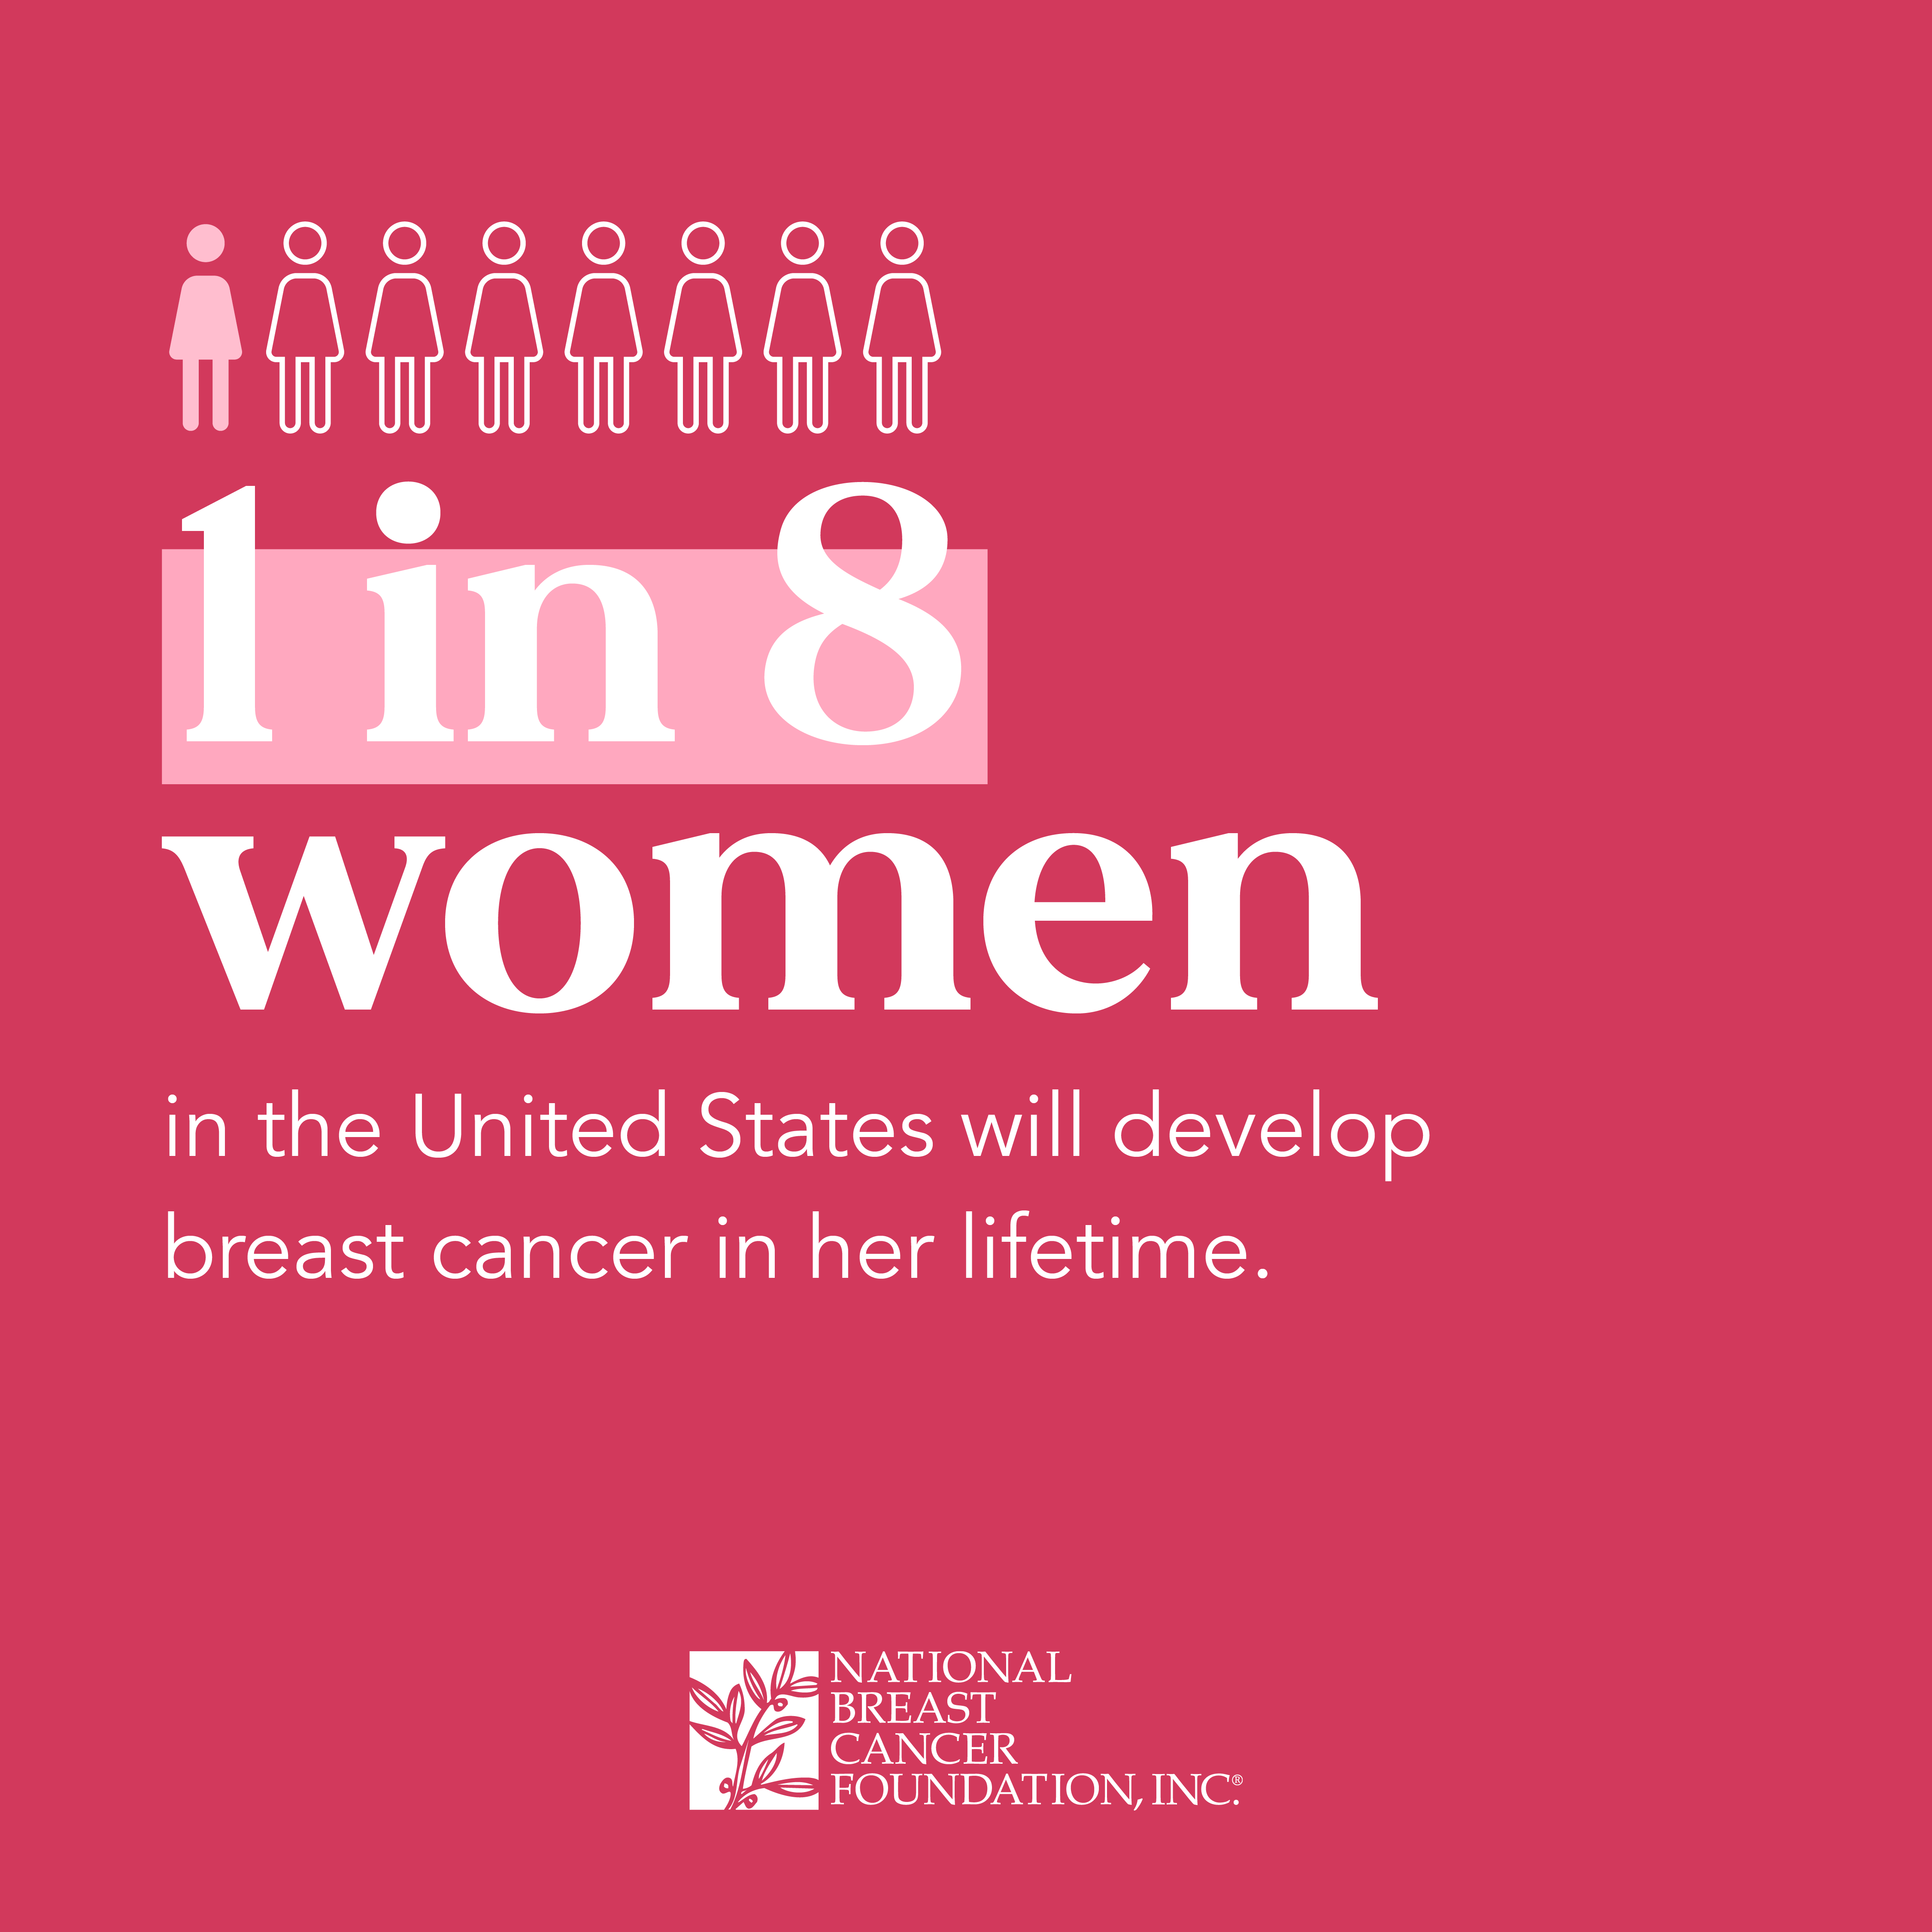 1 in 8
women
in the United States will develop
breast cancer in her lifetime.
NATIONAL
BREAST
CANCER
FOUNDATION, INC.®